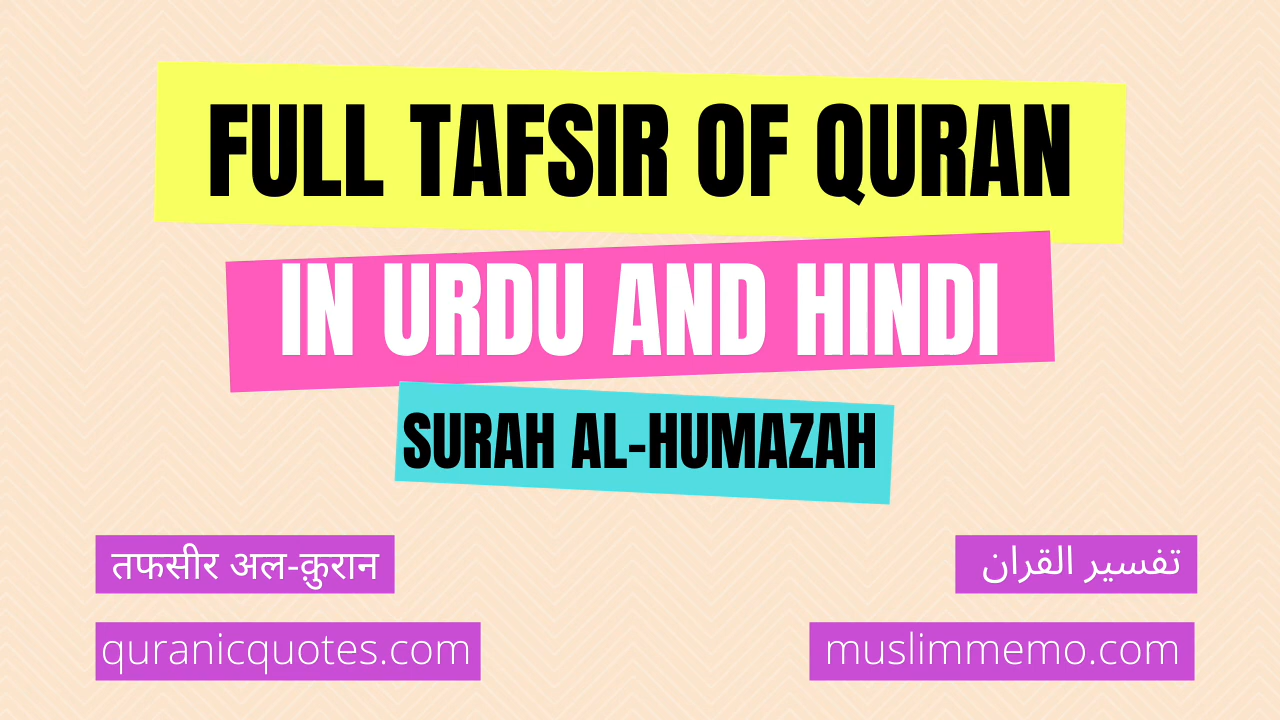 FULL TAFSIR OF QURAN
IN URDU AND HINDI
SURAH AL-HUMAZAH
तफसीर अल-क़ुरान
تفسير القران
quranicquotes.com
muslimmemo.com